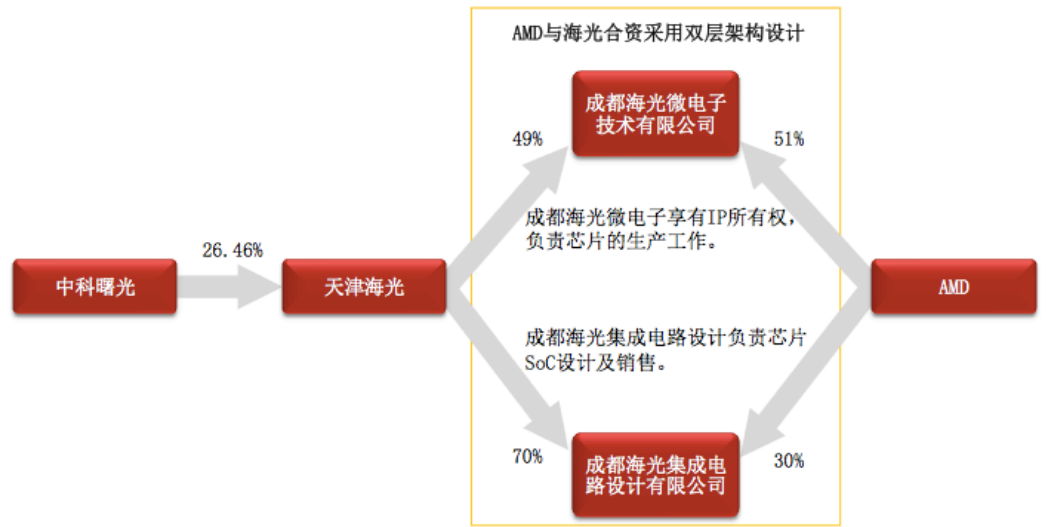 AMD与海光合资采用双层架构设计
成都海光微电子
技术有限公司
49%
51%
成都海光微电子享有IP所有权，
负责芯片的生产工作。
26.46%
中科曙光
天津海光
AMD
成都海光集成电路设计负责芯片
SoC设计及销售。
70%
30%
成都海光集成电
路设计有限公司